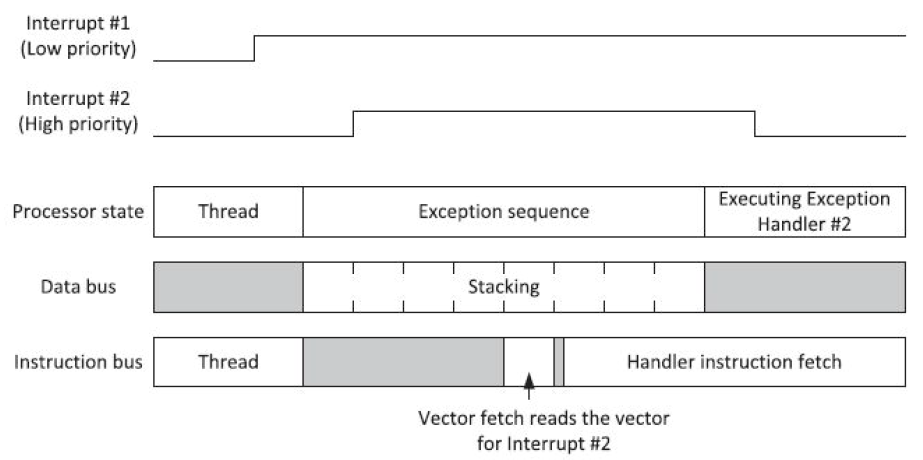 Interrupt #1
(Low priority)
Interrupt #2
(High priority)
Processor state
Thread
Exception sequence
Executing Exception
Handler #2
Data bus
Stacking
Instruction bus
Thread
Handler instruction fetch
Vector fetch reads the vector
for Interrupt #2